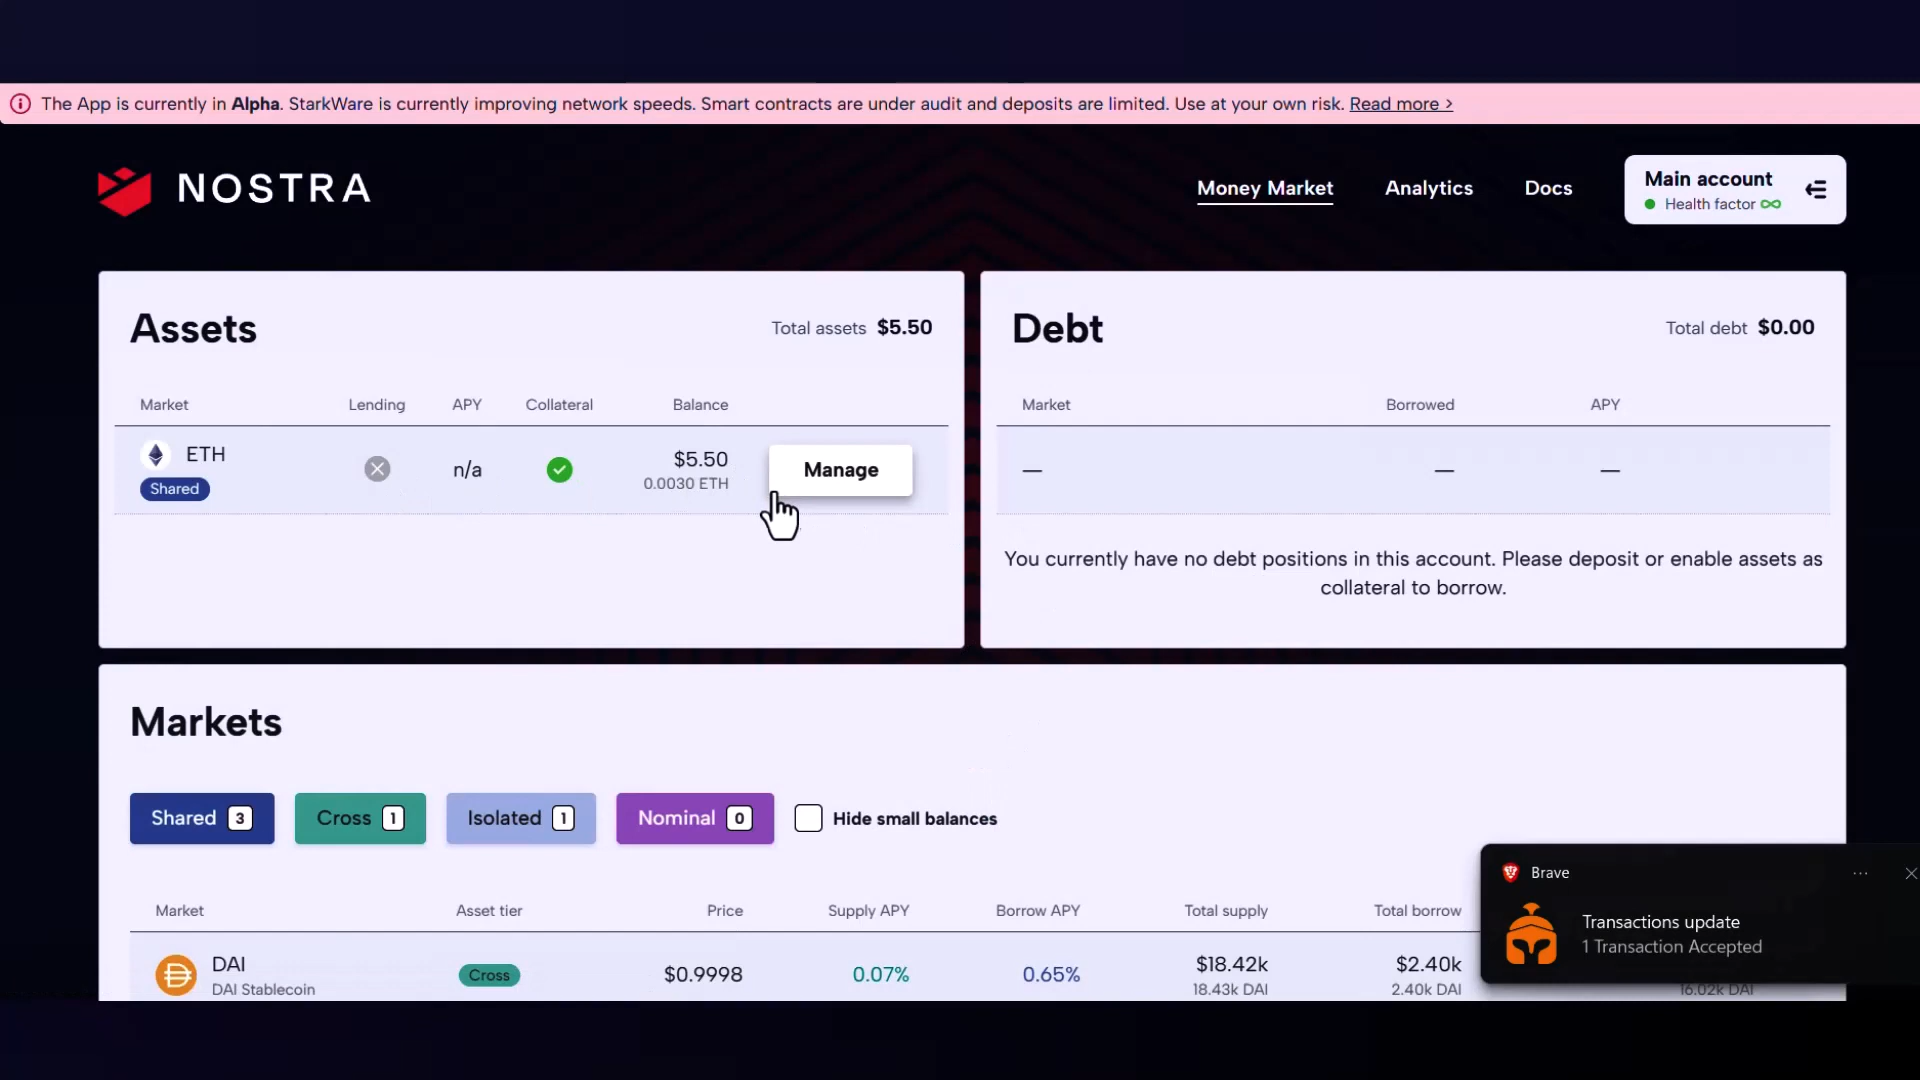 The App is currently in Alpha. StarkWare is currently improving network speeds. Smart contracts are under audit and deposits are limited. Use at your own risk. Read more >
NOSTRA
Money Market
Analytics
Docs
Main account
Health factor ∞
Assets
Total assets $5.50
Market Lending APY Collateral Balance
ETH
Shared
n/a
$5.50
0.0030 ETH
Manage
Debt
Total debt $0.00
Market Borrowed APY
— — —
You currently have no debt positions in this account. Please deposit or enable assets as
collateral to borrow.
Markets
Shared 3
Cross 1
Isolated 1
Nominal 0
Hide small balances
Market Asset tier Price Supply APY Borrow APY Total supply Total borrow
DAI
DAI Stablecoin
Cross
$0.9998
0.07%
0.65%
$18.42k
18.43k DAI
$2.40k
2.40k DAI
16.02k DAI
Brave
Transactions update
1 Transaction Accepted